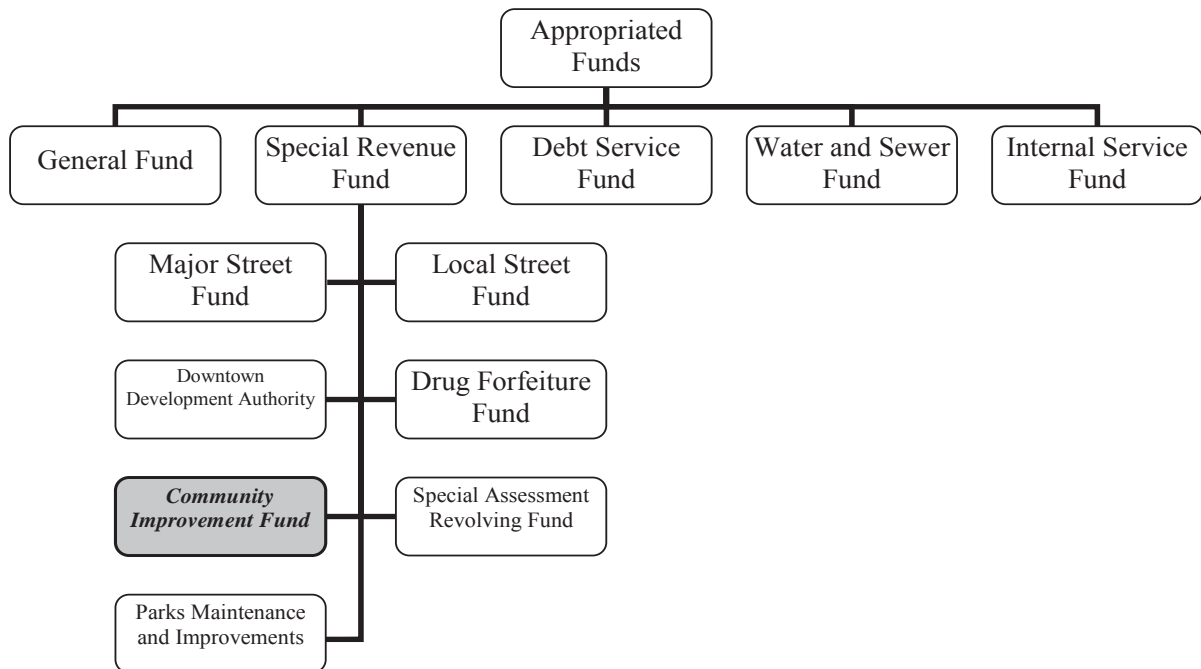 Appropriated
Funds
General Fund
Special Revenue
Fund
Debt Service
Fund
Water and Sewer
Fund
Internal Service
Fund
Major Street
Fund
Local Street
Fund
Downtown
Development Authority
Drug Forfeiture
Fund
Community
Improvement Fund
Special Assessment
Revolving Fund
Parks Maintenance
and Improvements